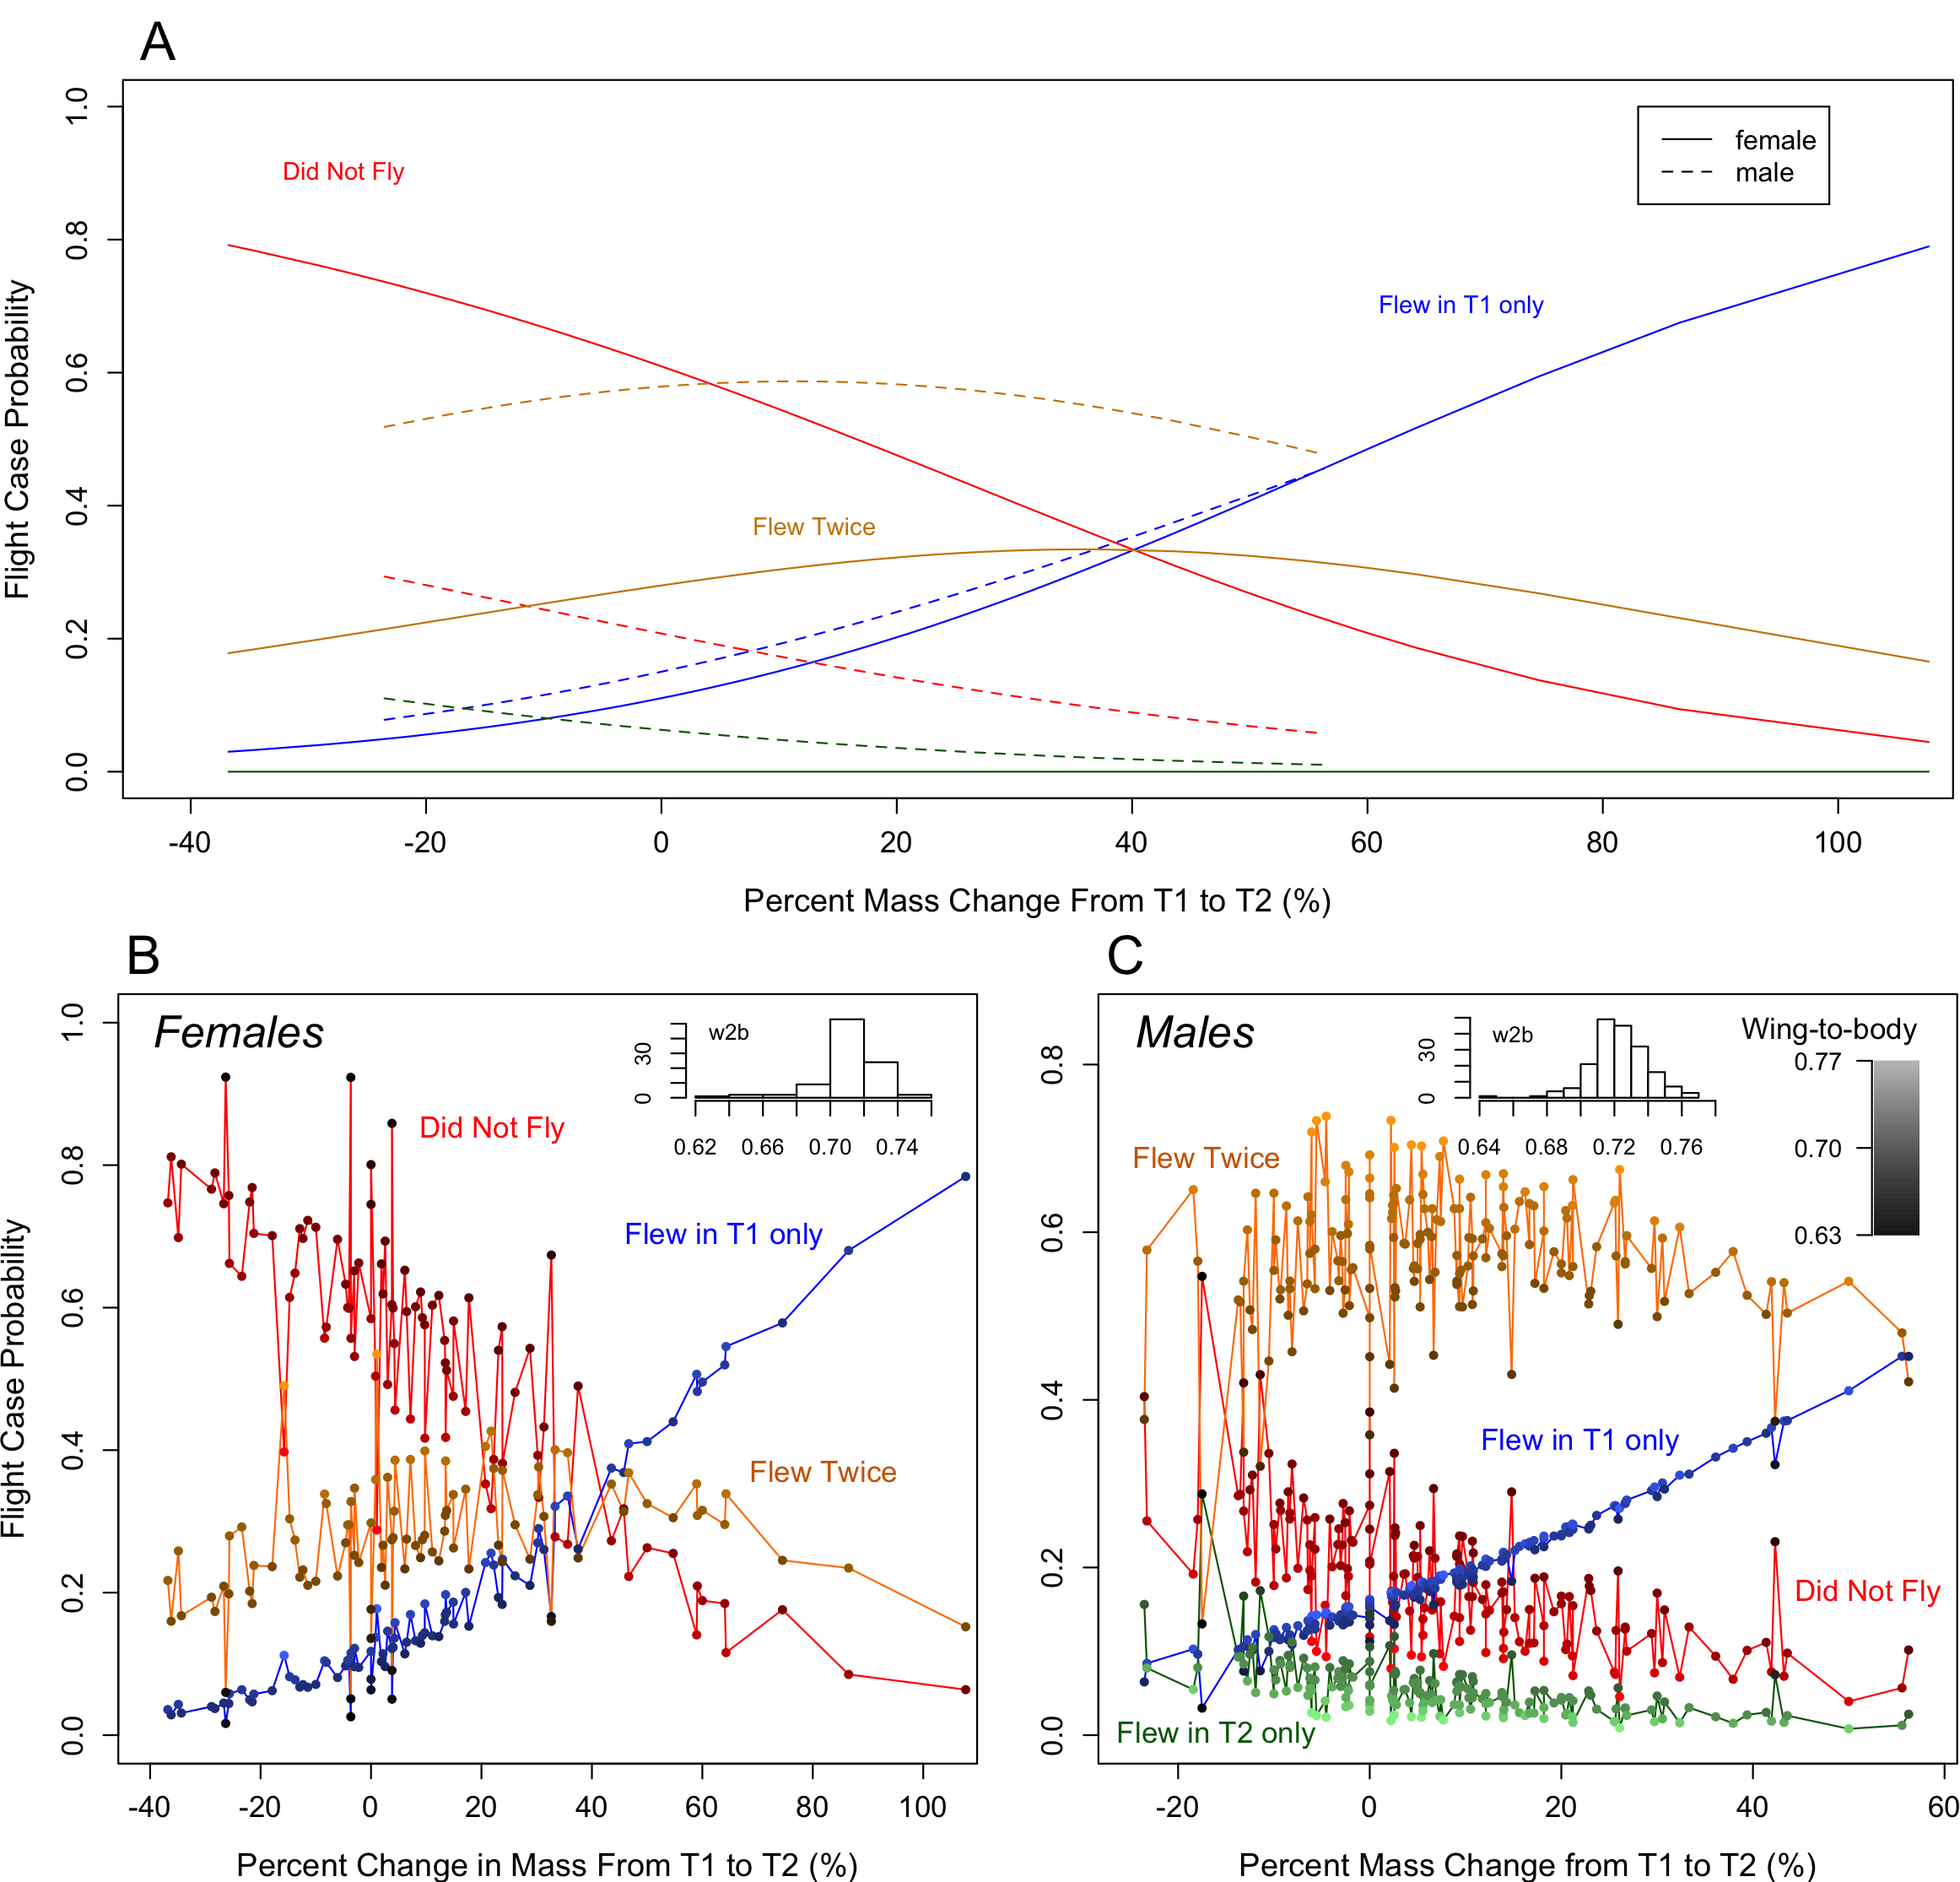 A
Flight Case Probability
1.0
0.8
0.6
0.4
0.2
0.0
Did Not Fly
Flew in T1 only
Flew Twice
female
male
-40 -20 0 20 40 60 80 100
Percent Mass Change From T1 to T2 (%)
B
Females
Flight Case Probability
1.0
0.8
0.6
0.4
0.2
0.0
w2b
30
0
0.62 0.66 0.70 0.74
Did Not Fly
Flew in T1 only
Flew Twice
-40 -20 0 20 40 60 80 100
Percent Change in Mass From T1 to T2 (%)
C
Males
0.8
0.6
0.4
0.2
0.0
w2b
30
0
0.64 0.68 0.72 0.76
Wing-to-body
0.77
0.70
0.63
Flew Twice
Flew in T1 only
Did Not Fly
Flew in T2 only
-20 0 20 40 60
Percent Mass Change from T1 to T2 (%)